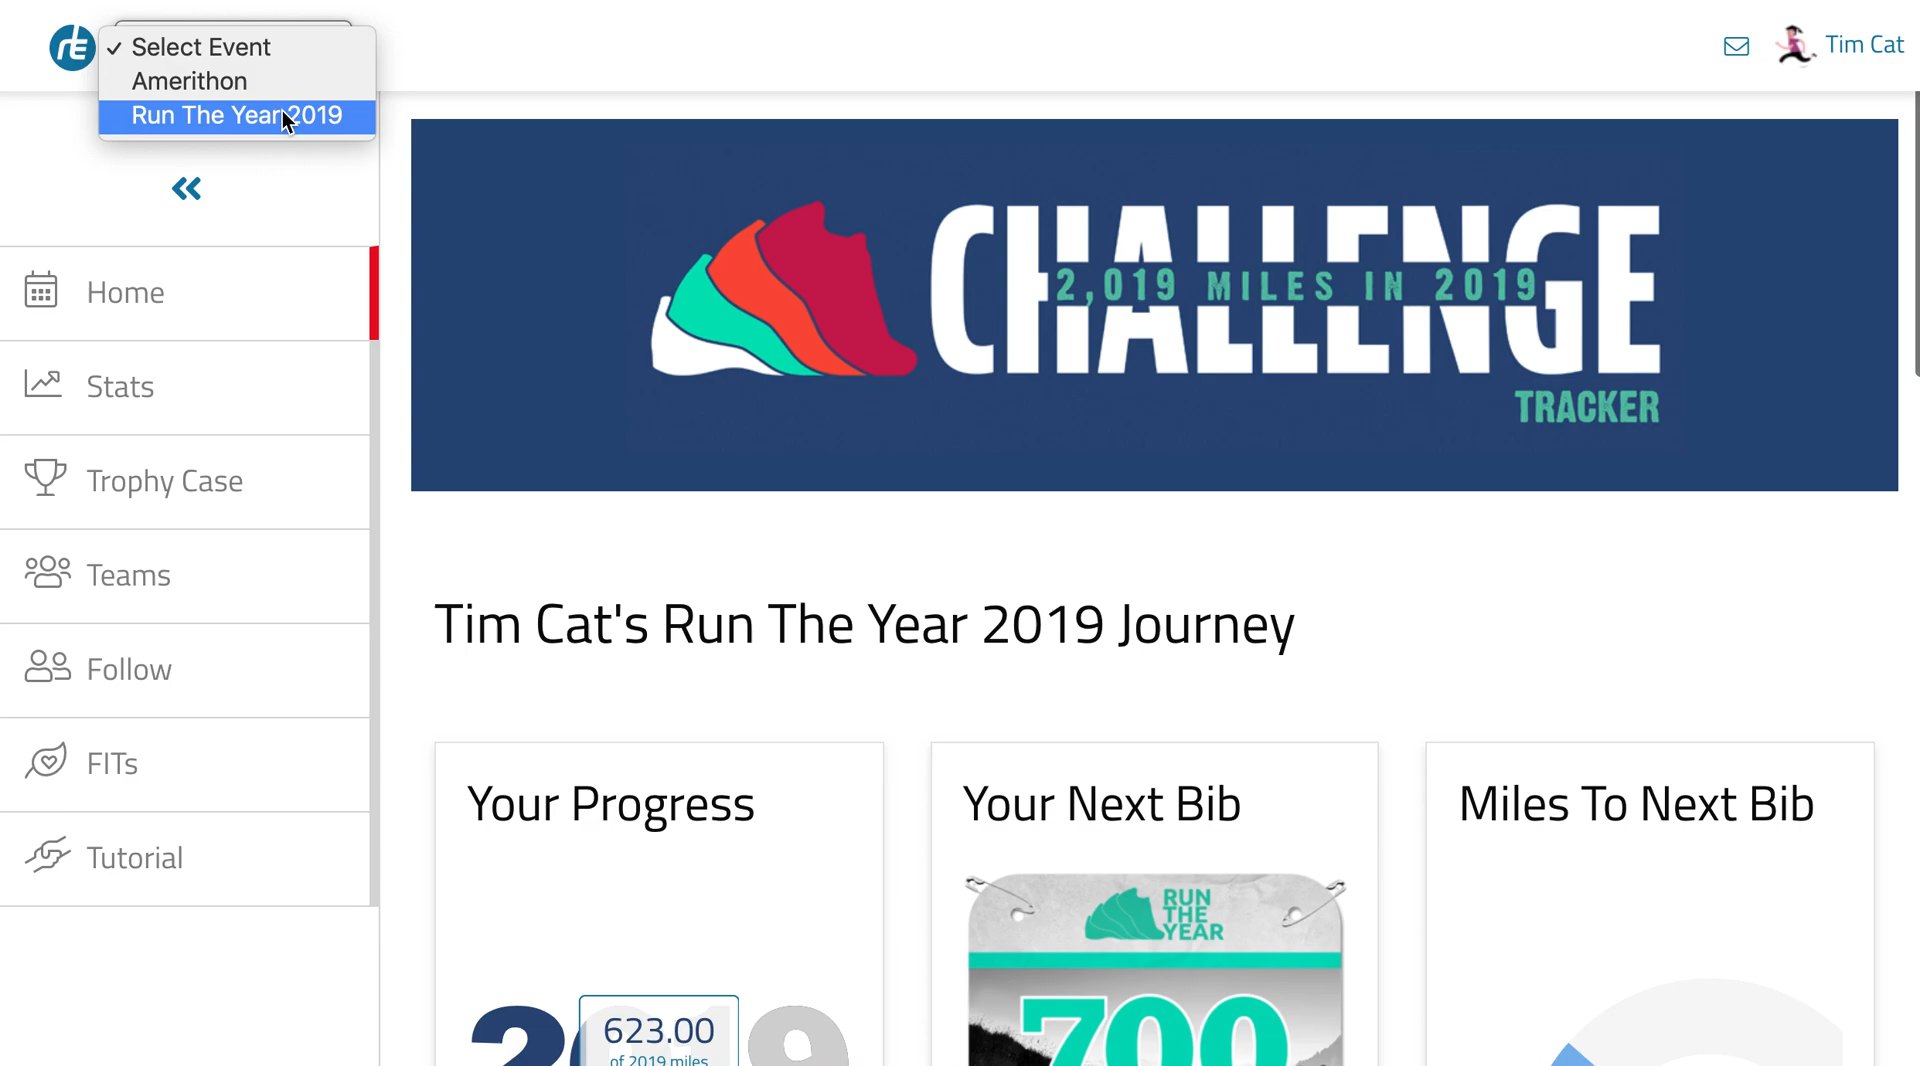 Select Event
Amerithon
Run The Year 2019
Tim Cat
Home
Stats
Trophy Case
Teams
Follow
FITs
Tutorial
CHALLENGE
2,019 MILES IN 2019
TRACKER
Tim Cat's Run The Year 2019 Journey
Your Progress
623.00
of 2019 miles
Your Next Bib
RUN
THE
YEAR
700
Miles To Next Bib